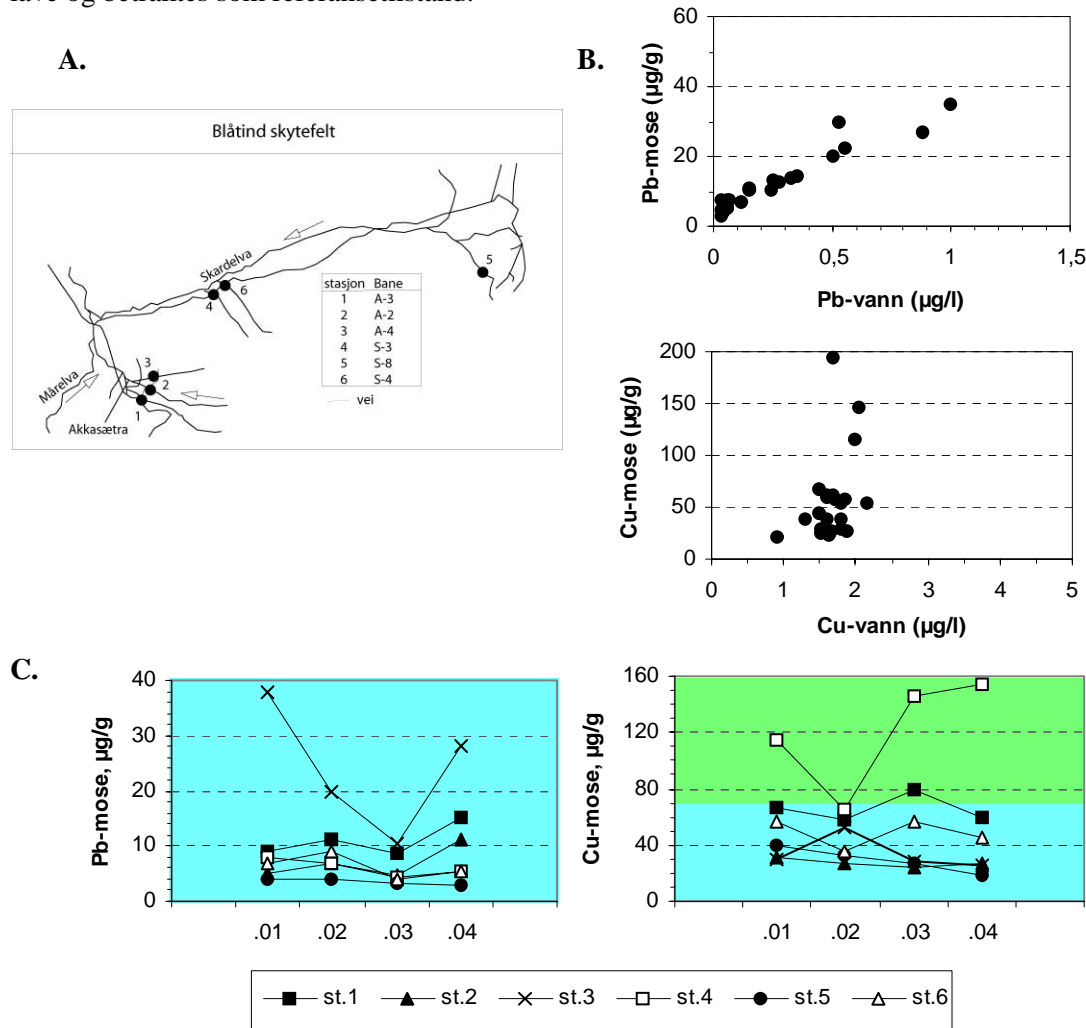 A.
Blåtind skytefelt
Skardelva
5
6
4
stasjon Bane
1 A-3
2 A-2
3 A-4
4 S-3
5 S-8
6 S-4
vei
3
2
1
Mårelva
Akkasætra
B.
Pb-mose (µg/g)
60
40
20
0
0 0,5 1 1,5
Pb-vann (µg/l)
Cu-mose (µg/g)
200
150
100
50
0
0 1 2 3 4 5
Cu-vann (µg/l)
C.
Pb-mose, µg/g
40
30
20
10
0
.01 .02 .03 .04
Cu-mose, µg/g
160
120
80
40
0
.01 .02 .03 .04
st.1 st.2 st.3 st.4 st.5 st.6